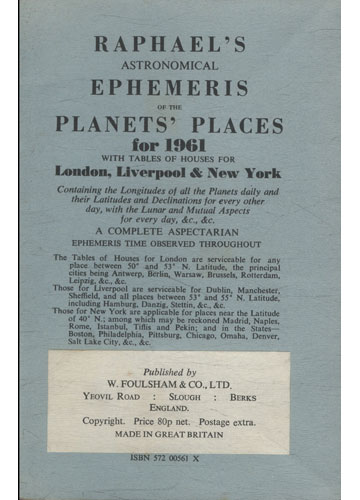 RAPHAEL'S
ASTRONOMICAL
EPHEMERIS
OF THE
PLANETS' PLACES
for 1961
WITH TABLES OF HOUSES FOR
London, Liverpool & New York
Containing the Longitudes of all the Planets daily and
their Latitudes and Declinations for every other
day, with the Lunar and Mutual Aspects
for every day, &c., &c.
A COMPLETE ASPECTARIAN
EPHEMERIS TIME OBSERVED THROUGHOUT
The Tables of Houses for London are serviceable for any
place between 50° and 53° N. Latitude, the principal
cities being Antwerp, Berlin, Warsaw, Brussels, Rotterdam,
Leipzig, &c., &c.
Those for Liverpool are serviceable for Dublin, Manchester,
Sheffield, and all places between 53° and 55° N. Latitude,
including Hamburg, Danzig, Stettin, &c., &c.
Those for New York are applicable for places near the Latitude
of 40° N.; among which may be reckoned Madrid, Naples,
Rome, Istanbul, Tiflis and Pekin; and in the States—
Boston, Philadelphia, Pittsburg, Chicago, Omaha, Denver,
Salt Lake City, &c., &c.
Published by
W. FOULSHAM & CO., LTD.
YEOVIL ROAD : SLOUGH : BERKS
ENGLAND.
Copyright. Price 80p net. Postage extra.
MADE IN GREAT BRITAIN
ISBN 572 00561 X